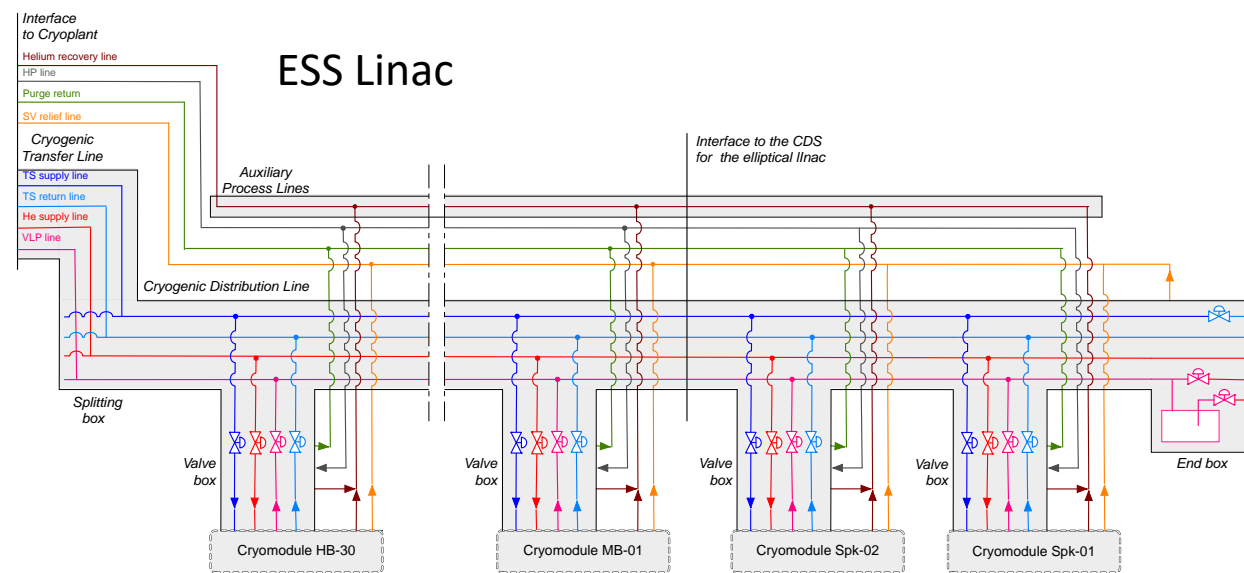 Interface
to Cryoplant
Helium recovery line
HP line
Purge return
SV relief line
ESS Linac
Cryogenic
Transfer Line
TS supply line
TS return line
He supply line
VLP line
Auxiliary
Process Lines
Interface to the CDS
for the elliptical lInac
Cryogenic Distribution Line
Splitting
box
Valve
box
Valve
box
Valve
box
Valve
box
End box
Cryomodule HB-30
Cryomodule MB-01
Cryomodule Spk-02
Cryomodule Spk-01